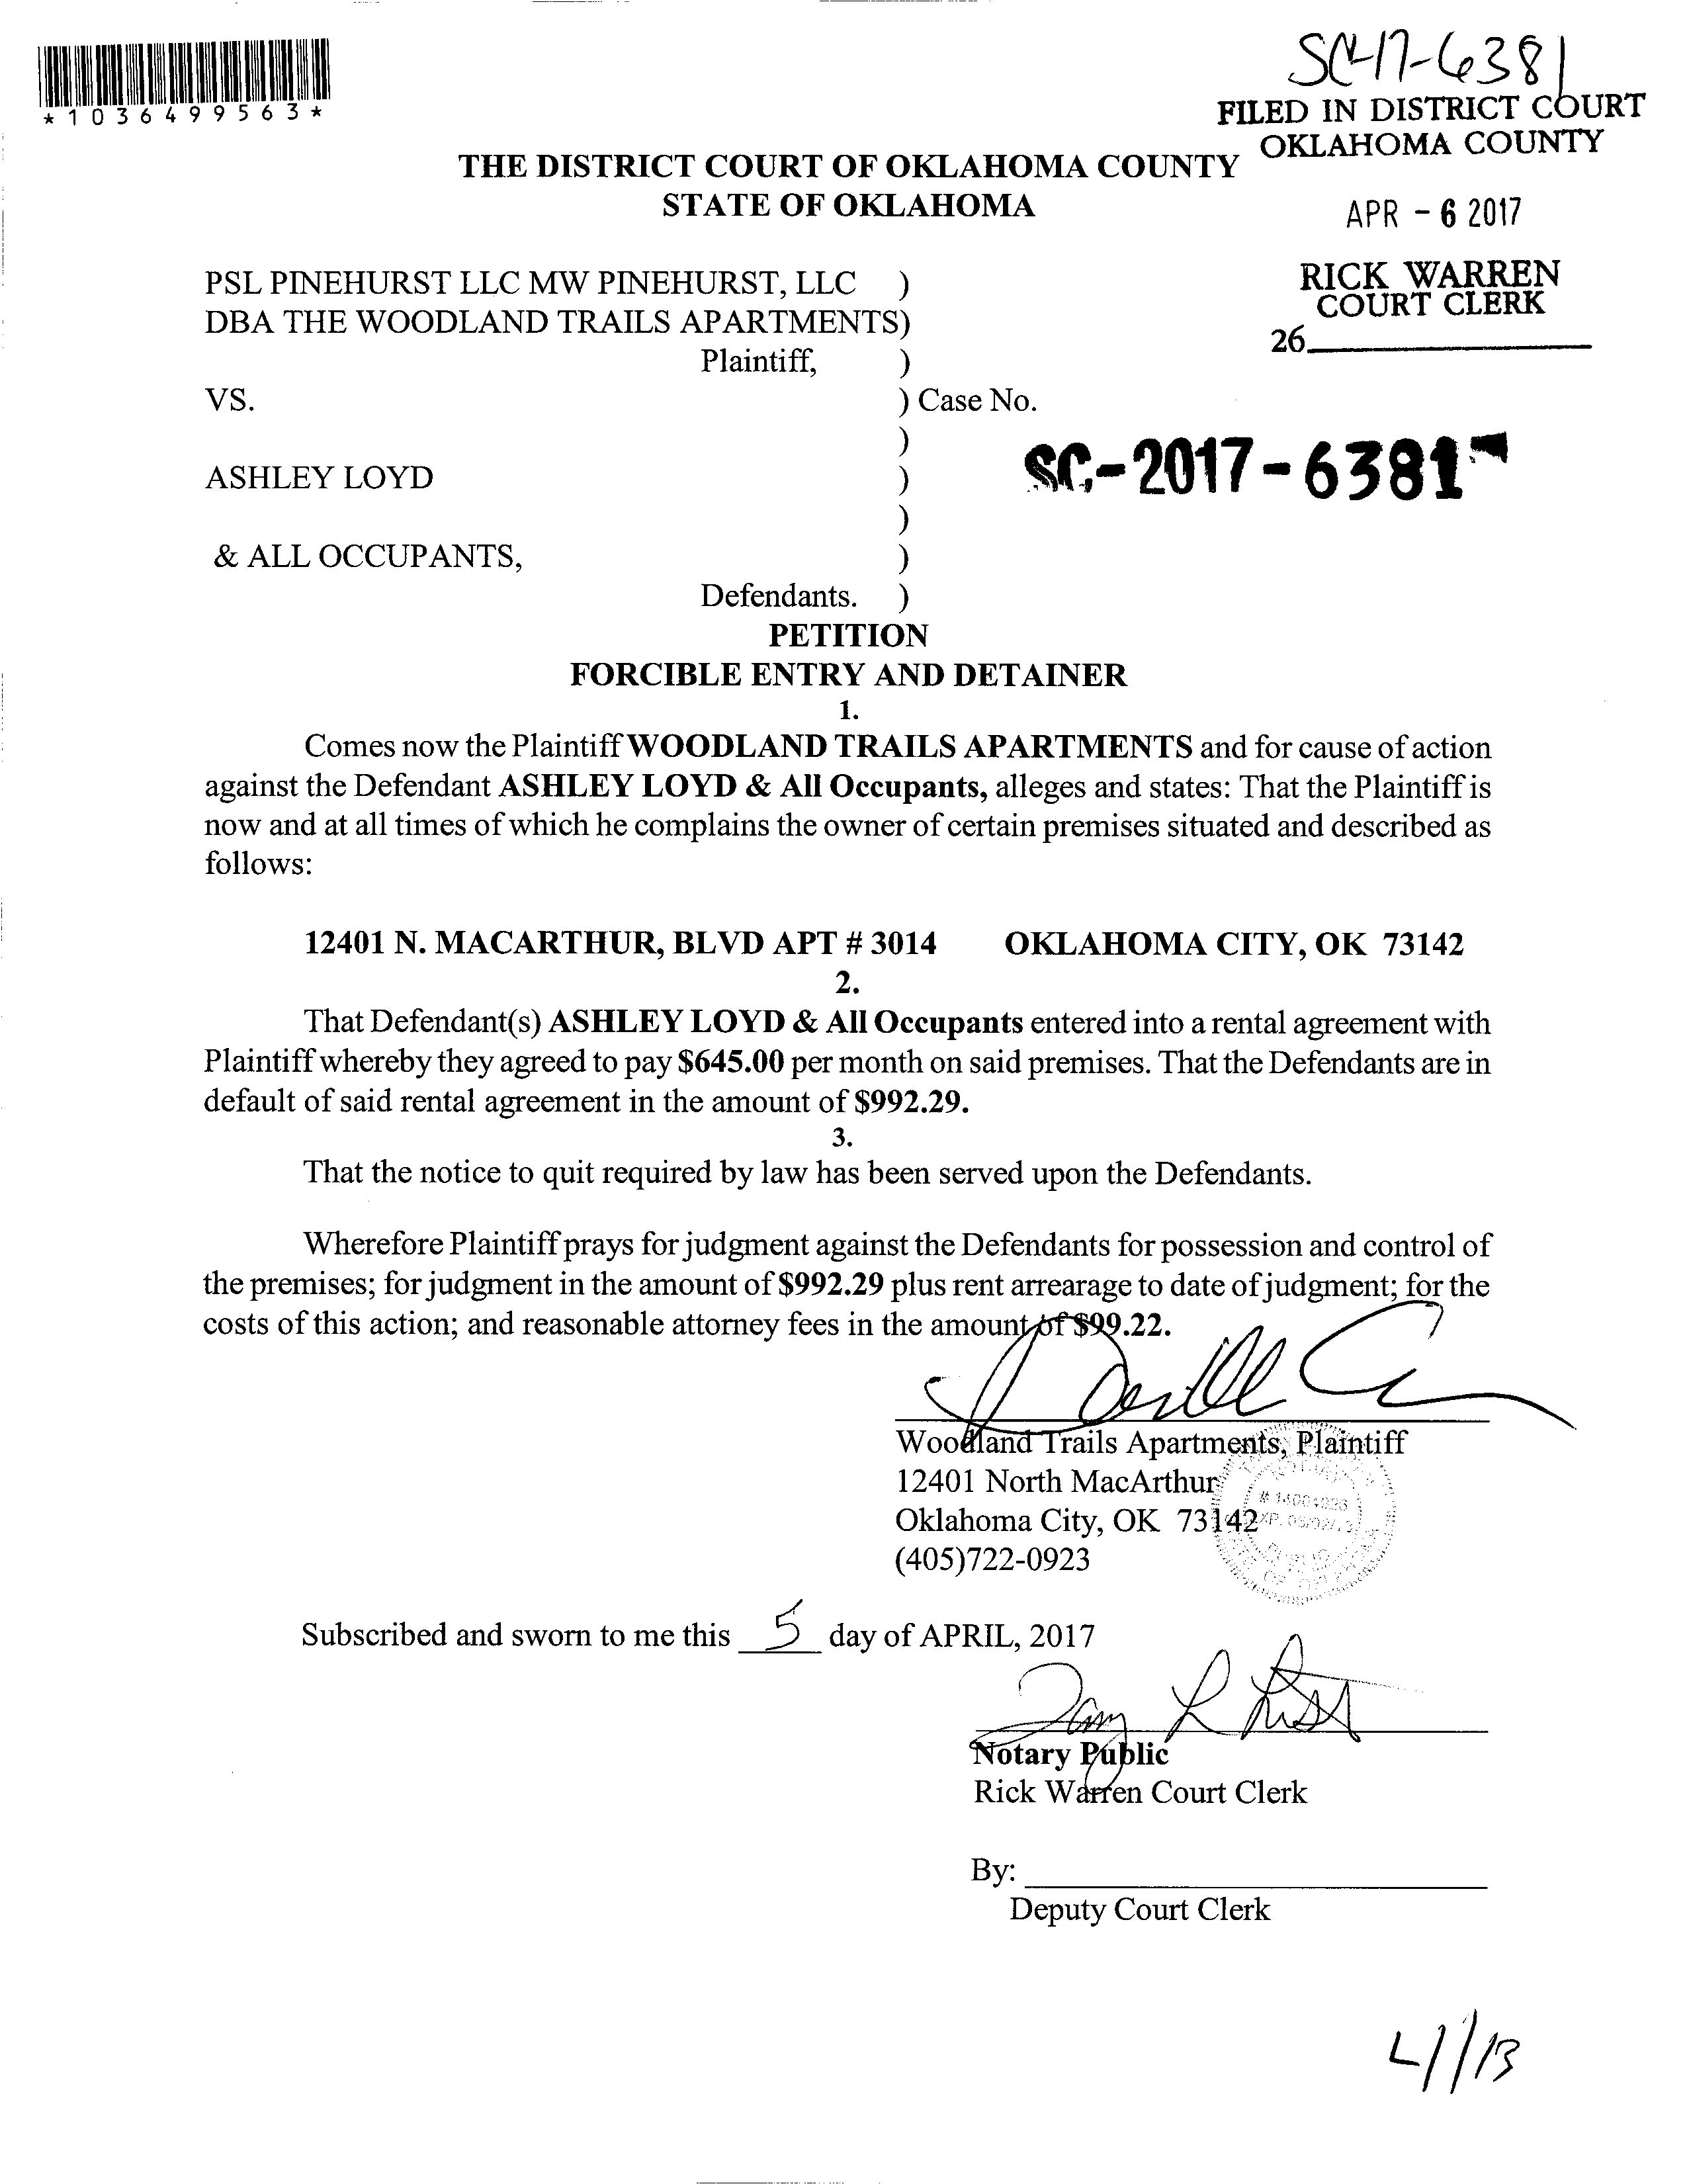 SC-17-6381
*1036499563*
FILED IN DISTRICT COURT
OKLAHOMA COUNTY
THE DISTRICT COURT OF OKLAHOMA COUNTY
STATE OF OKLAHOMA
APR - 6 2017
RICK WARREN
COURT CLERK
26
PSL PINEHURST LLC MW PINEHURST, LLC )
DBA THE WOODLAND TRAILS APARTMENTS)
Plaintiff, )
VS. ) Case No.
)
SC-2017-6381
ASHLEY LOYD )
)
& ALL OCCUPANTS, )
Defendants. )
PETITION
FORCIBLE ENTRY AND DETAINER
1.
Comes now the Plaintiff WOODLAND TRAILS APARTMENTS and for cause of action
against the Defendant ASHLEY LOYD & All Occupants, alleges and states: That the Plaintiff is
now and at all times of which he complains the owner of certain premises situated and described as
follows:
12401 N. MACARTHUR, BLVD APT # 3014 OKLAHOMA CITY, OK 73142
2.
That Defendant(s) ASHLEY LOYD & All Occupants entered into a rental agreement with
Plaintiff whereby they agreed to pay $645.00 per month on said premises. That the Defendants are in
default of said rental agreement in the amount of $992.29.
3.
That the notice to quit required by law has been served upon the Defendants.
Wherefore Plaintiff prays for judgment against the Defendants for possession and control of
the premises; for judgment in the amount of $992.29 plus rent arrearage to date of judgment; for the
costs of this action; and reasonable attorney fees in the amount of $99.22.
Woodland Trails Apartments, Plaintiff
12401 North MacArthur
Oklahoma City, OK 73142
(405)722-0923
Subscribed and sworn to me this 5 day of APRIL, 2017
Notary Public
Rick Warren Court Clerk
By:
Deputy Court Clerk
4/13